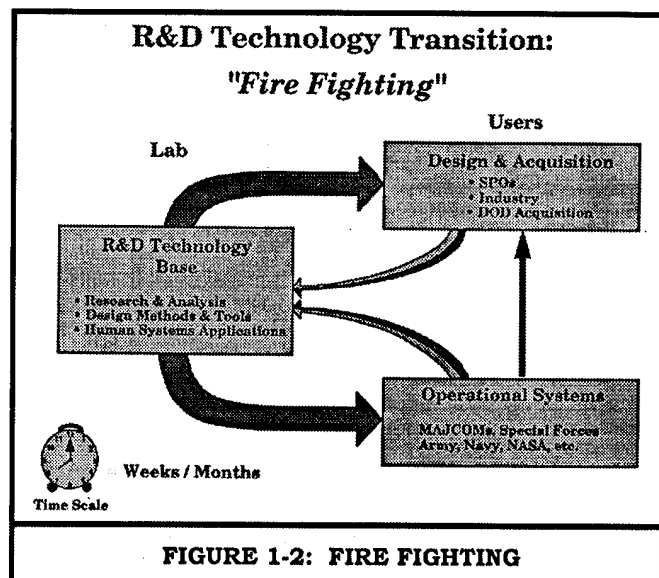 R&D Technology Transition:
"Fire Fighting"
Lab
Users
Design & Acquisition
• SPOs
• Industry
• DOD Acquisition
R&D Technology
Base
• Research & Analysis
• Design Methods & Tools
• Human Systems Applications
Operational Systems
MAJCOMs, Special Forces
Army, Navy, NASA, etc.
Weeks / Months
Time Scale
FIGURE 1-2: FIRE FIGHTING